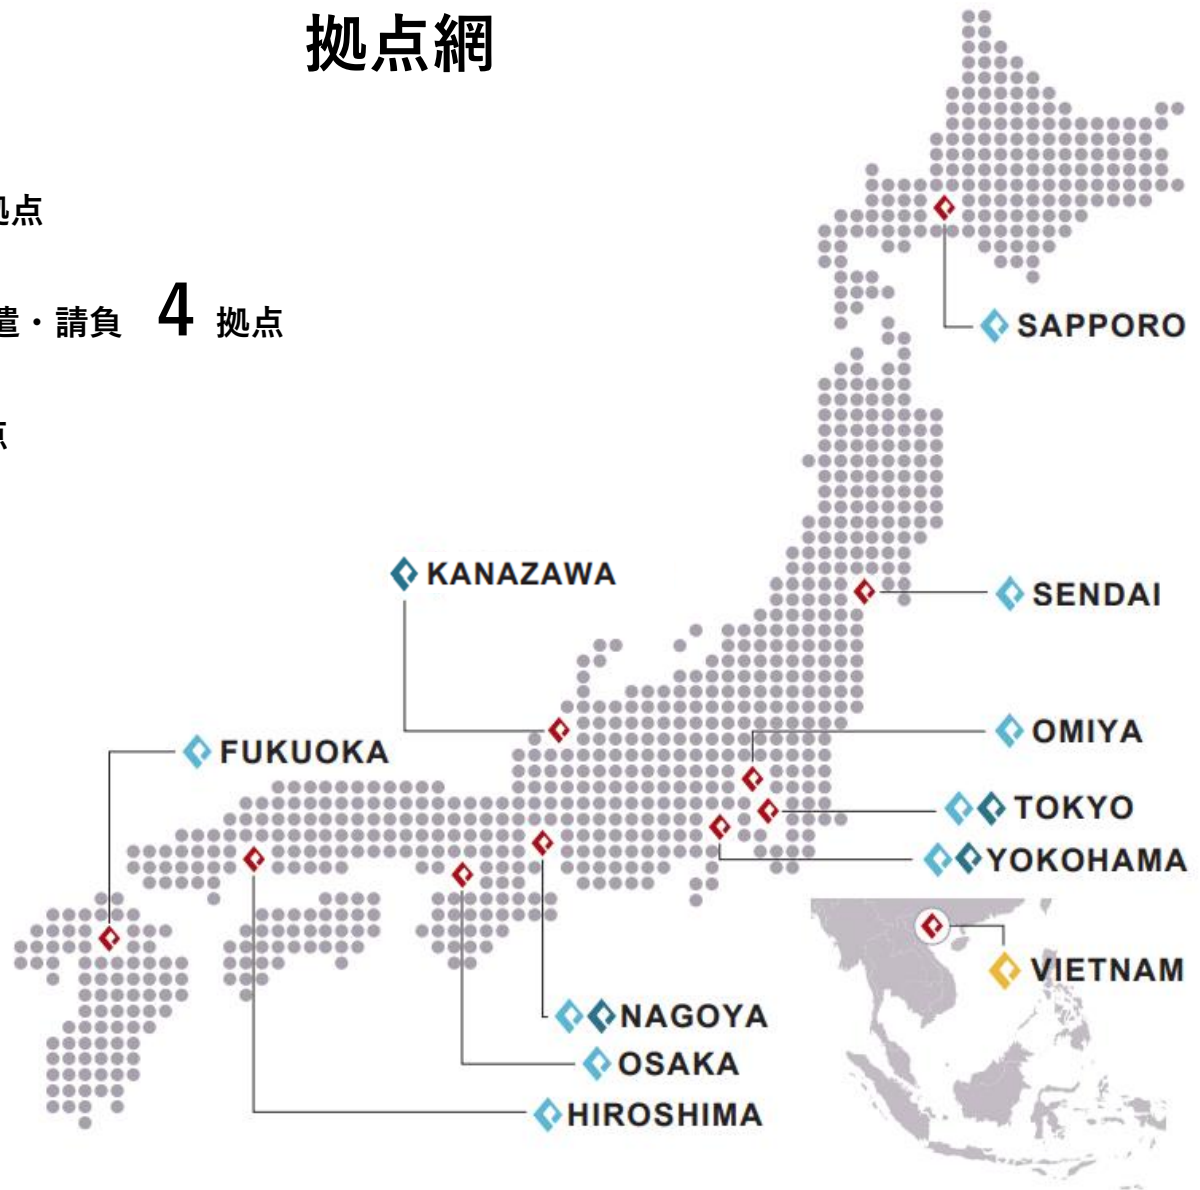 拠点網
拠点
遣・請負 4 拠点
点
SAPPORO
KANAZAWA
SENDAI
FUKUOKA
OMIYA
TOKYO
YOKOHAMA
VIETNAM
NAGOYA
OSAKA
HIROSHIMA